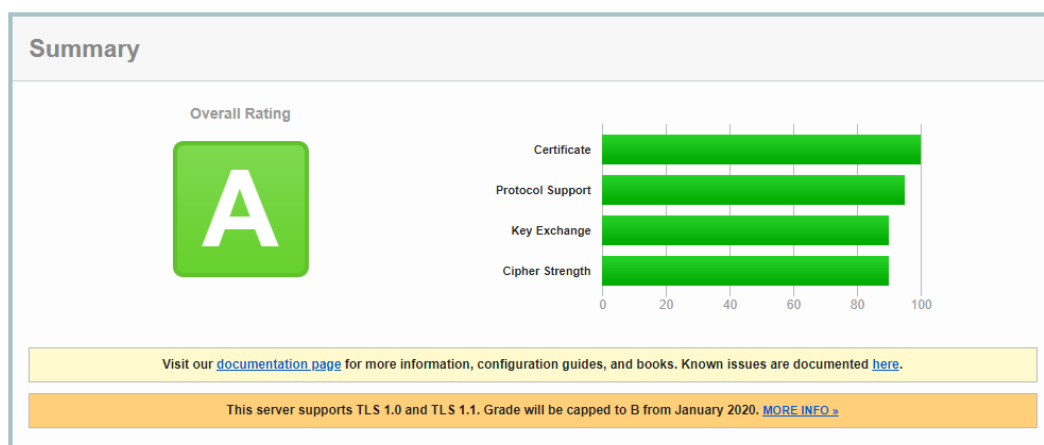 Summary
Overall Rating
A
Certificate
Protocol Support
Key Exchange
Cipher Strength
0 20 40 60 80 100
Visit our documentation page for more information, configuration guides, and books. Known issues are documented here.
This server supports TLS 1.0 and TLS 1.1. Grade will be capped to B from January 2020. MORE INFO »